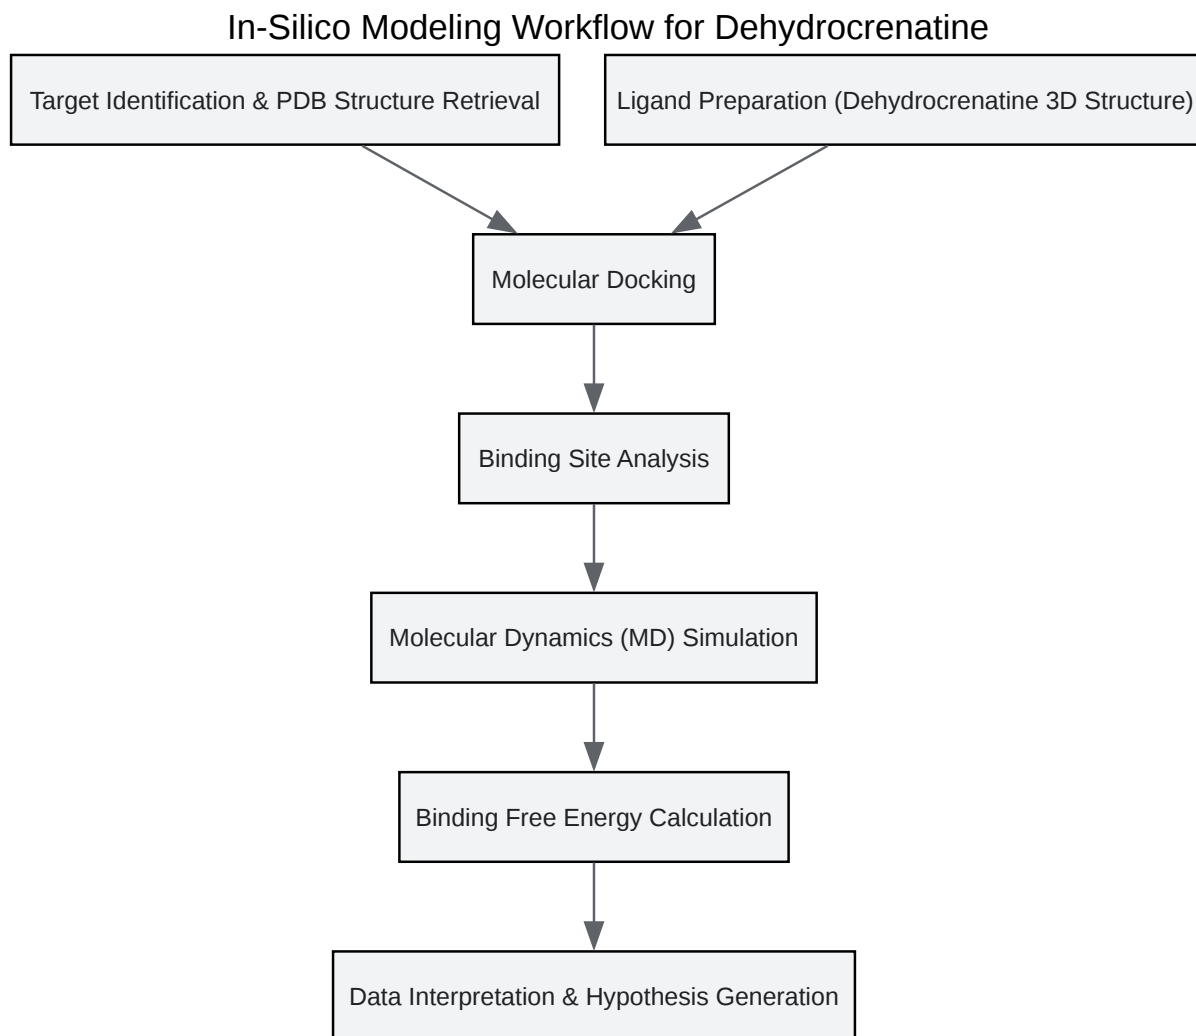 In-Silico Modeling Workflow for Dehydrocrenatine
Target Identification & PDB Structure Retrieval
Ligand Preparation (Dehydrocrenatine 3D Structure)
Molecular Docking
Binding Site Analysis
Molecular Dynamics (MD) Simulation
Binding Free Energy Calculation
Data Interpretation & Hypothesis Generation